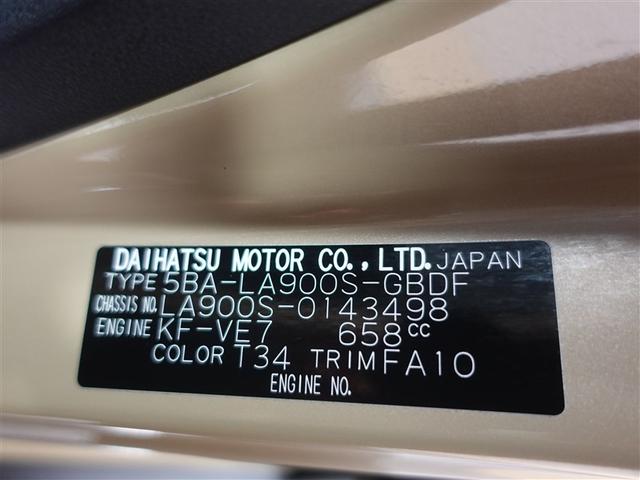 DAIHATSU MOTOR CO., LTD. JAPAN
TYPE 5BA-LA900S-GBDF
CHASSIS NO. LA900S-0143498
ENGINE KF-VE7 658cc
COLOR T34 TRIM FA10
ENGINE NO.